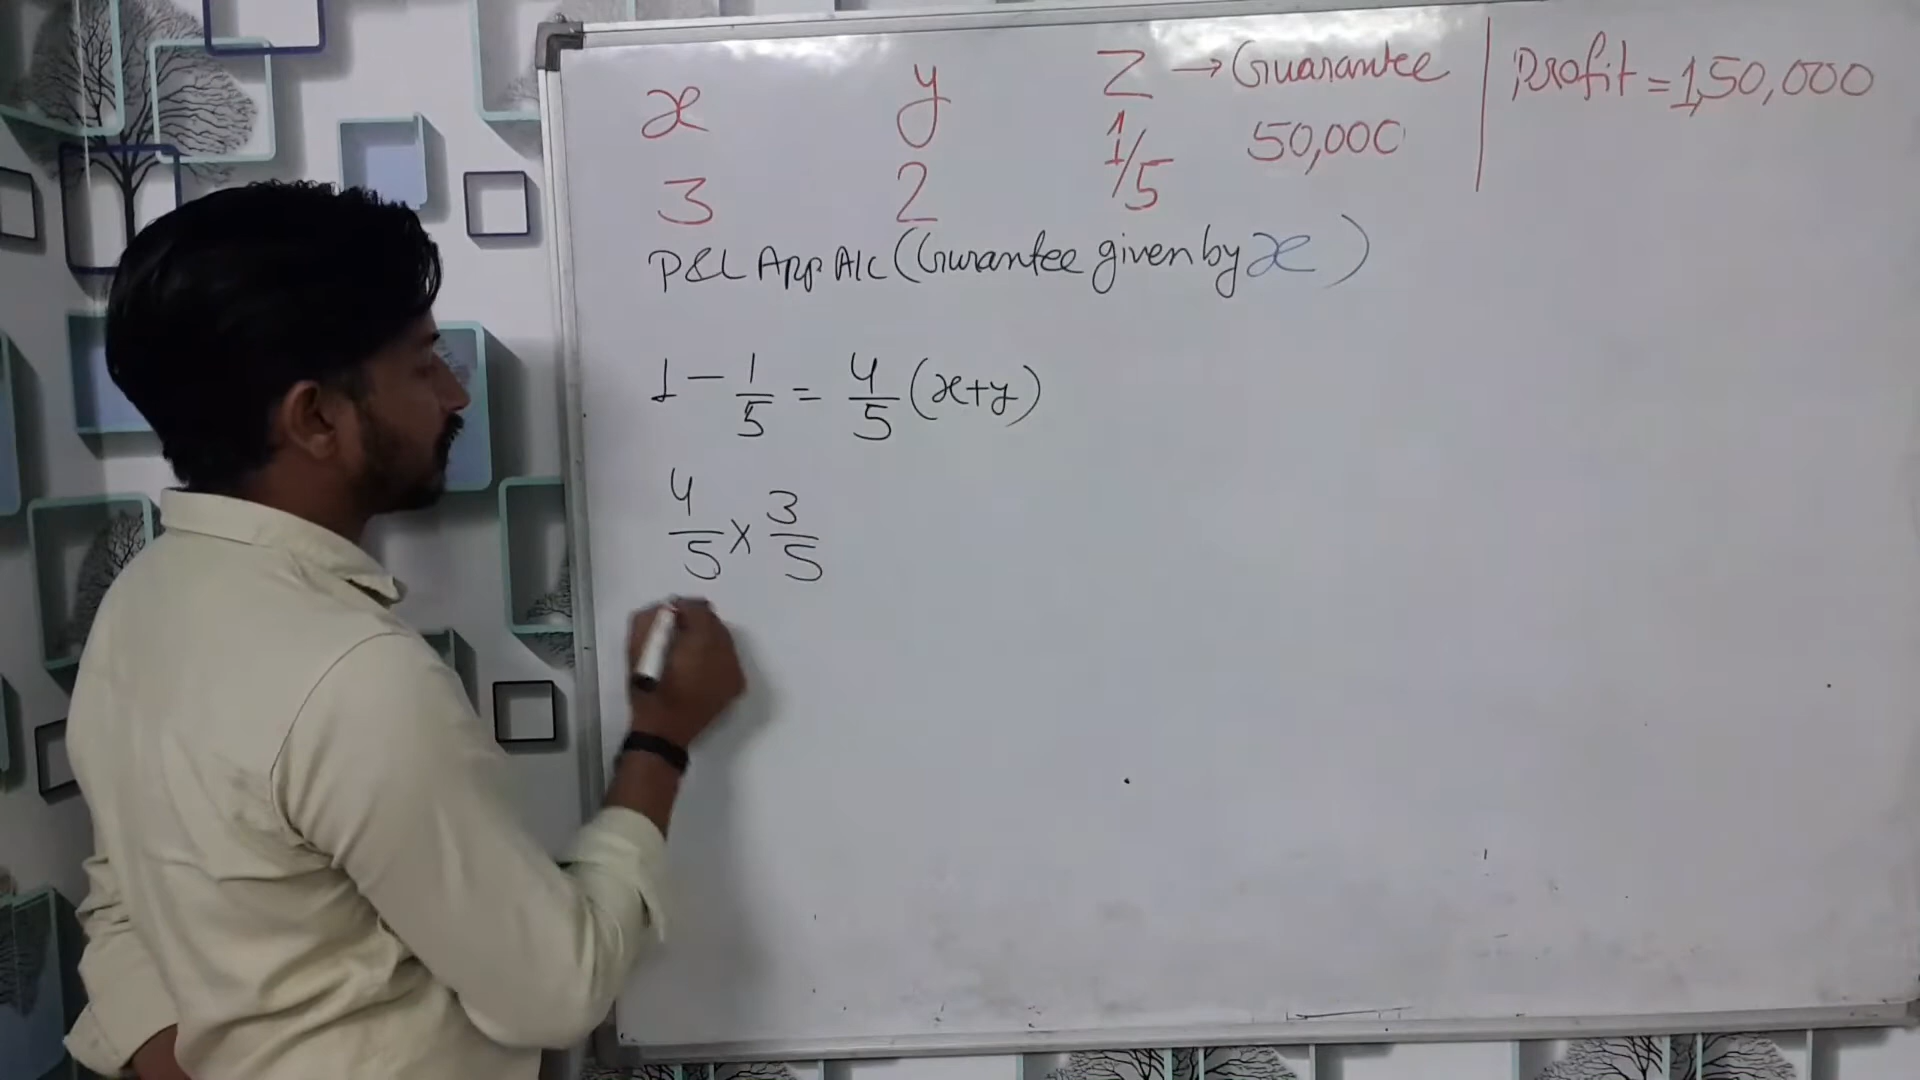 x y Z → Guarantee | Profit = 1,50,000
3 2 1/5 50,000
P&L App A/c (Gurantee given by x)
1 - 1/5 = 4/5 (x+y)
4/5 x 3/5